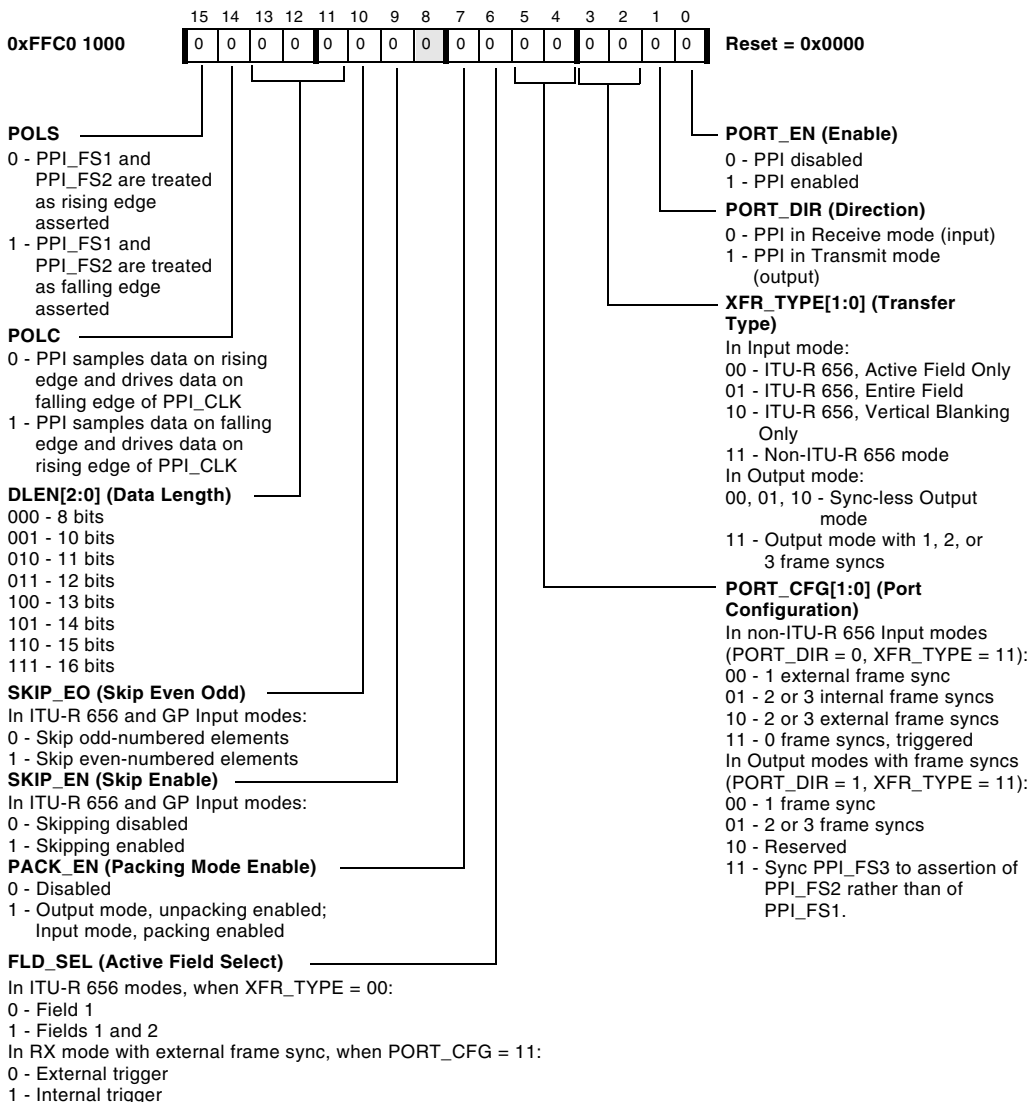 15 14 13 12 11 10 9 8 7 6 5 4 3 2 1 0
0xFFC0 1000
0 0 0 0 0 0 0 0 0 0 0 0 0 0 0 0
Reset = 0x0000
POLS
0 - PPI_FS1 and
PPI_FS2 are treated
as rising edge
asserted
1 - PPI_FS1 and
PPI_FS2 are treated
as falling edge
asserted
POLC
0 - PPI samples data on rising
edge and drives data on
falling edge of PPI_CLK
1 - PPI samples data on falling
edge and drives data on
rising edge of PPI_CLK
DLEN[2:0] (Data Length)
000 - 8 bits
001 - 10 bits
010 - 11 bits
011 - 12 bits
100 - 13 bits
101 - 14 bits
110 - 15 bits
111 - 16 bits
SKIP_EO (Skip Even Odd)
In ITU-R 656 and GP Input modes:
0 - Skip odd-numbered elements
1 - Skip even-numbered elements
SKIP_EN (Skip Enable)
In ITU-R 656 and GP Input modes:
0 - Skipping disabled
1 - Skipping enabled
PACK_EN (Packing Mode Enable)
0 - Disabled
1 - Output mode, unpacking enabled;
Input mode, packing enabled
FLD_SEL (Active Field Select)
In ITU-R 656 modes, when XFR_TYPE = 00:
0 - Field 1
1 - Fields 1 and 2
In RX mode with external frame sync, when PORT_CFG = 11:
0 - External trigger
1 - Internal trigger
PORT_EN (Enable)
0 - PPI disabled
1 - PPI enabled
PORT_DIR (Direction)
0 - PPI in Receive mode (input)
1 - PPI in Transmit mode
(output)
XFR_TYPE[1:0] (Transfer
Type)
In Input mode:
00 - ITU-R 656, Active Field Only
01 - ITU-R 656, Entire Field
10 - ITU-R 656, Vertical Blanking
Only
11 - Non-ITU-R 656 mode
In Output mode:
00, 01, 10 - Sync-less Output
mode
11 - Output mode with 1, 2, or
3 frame syncs
PORT_CFG[1:0] (Port
Configuration)
In non-ITU-R 656 Input modes
(PORT_DIR = 0, XFR_TYPE = 11):
00 - 1 external frame sync
01 - 2 or 3 internal frame syncs
10 - 2 or 3 external frame syncs
11 - 0 frame syncs, triggered
In Output modes with frame syncs
(PORT_DIR = 1, XFR_TYPE = 11):
00 - 1 frame sync
01 - 2 or 3 frame syncs
10 - Reserved
11 - Sync PPI_FS3 to assertion of
PPI_FS2 rather than of
PPI_FS1.